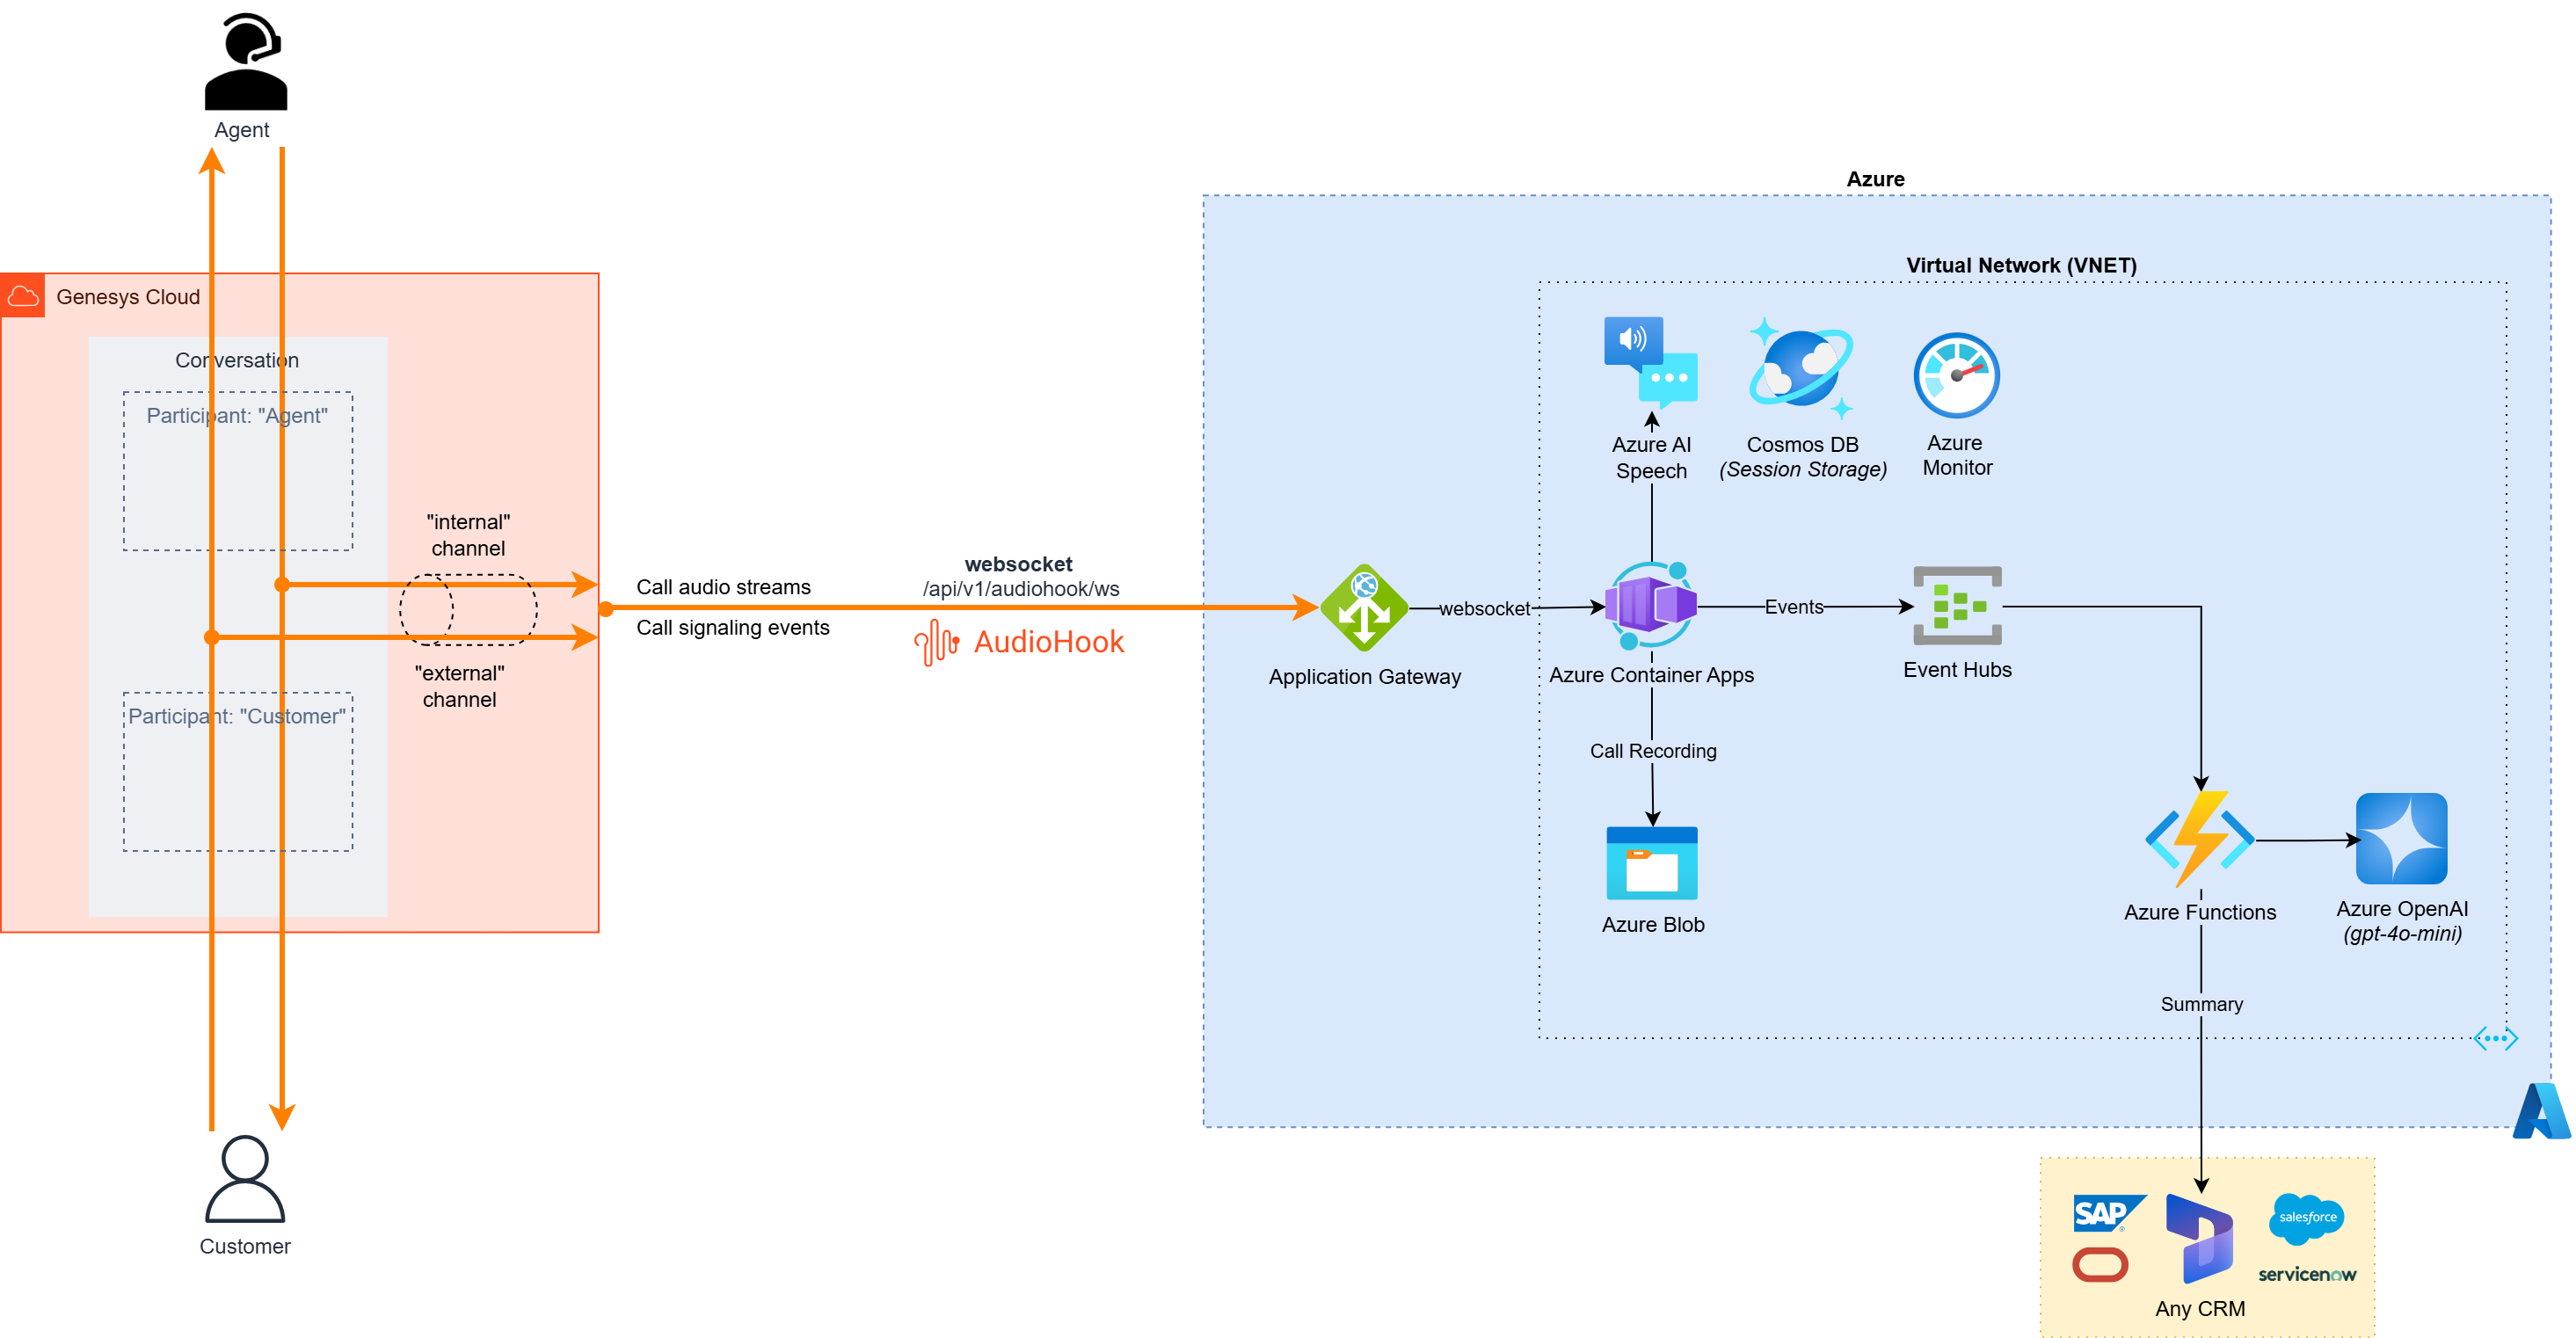 Agent
Azure
Virtual Network (VNET)
Genesys Cloud
Conversation
Participant: "Agent"
Azure AI
Speech
Cosmos DB
(Session Storage)
Azure
Monitor
"internal"
channel
Call audio streams
Call signaling events
websocket
/api/v1/audiohook/ws
AudioHook
"external"
channel
Participant: "Customer"
Application Gateway
websocket
Azure Container Apps
Events
Event Hubs
Call Recording
Azure Blob
Azure Functions
Azure OpenAI
(gpt-4o-mini)
Summary
Customer
SAP
salesforce
servicenow
Any CRM